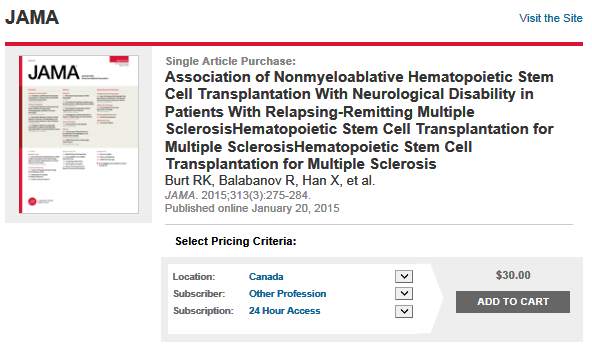 JAMA
Visit the Site
JAMA
Single Article Purchase:
Association of Nonmyeloablative Hematopoietic Stem
Cell Transplantation With Neurological Disability in
Patients With Relapsing-Remitting Multiple
SclerosisHematopoietic Stem Cell Transplantation for
Multiple SclerosisHematopoietic Stem Cell
Transplantation for Multiple Sclerosis
Burt RK, Balabanov R, Han X, et al.
JAMA. 2015;313(3):275-284.
Published online January 20, 2015
Select Pricing Criteria:
Location: Canada
Subscriber: Other Profession
Subscription: 24 Hour Access
$30.00
ADD TO CART